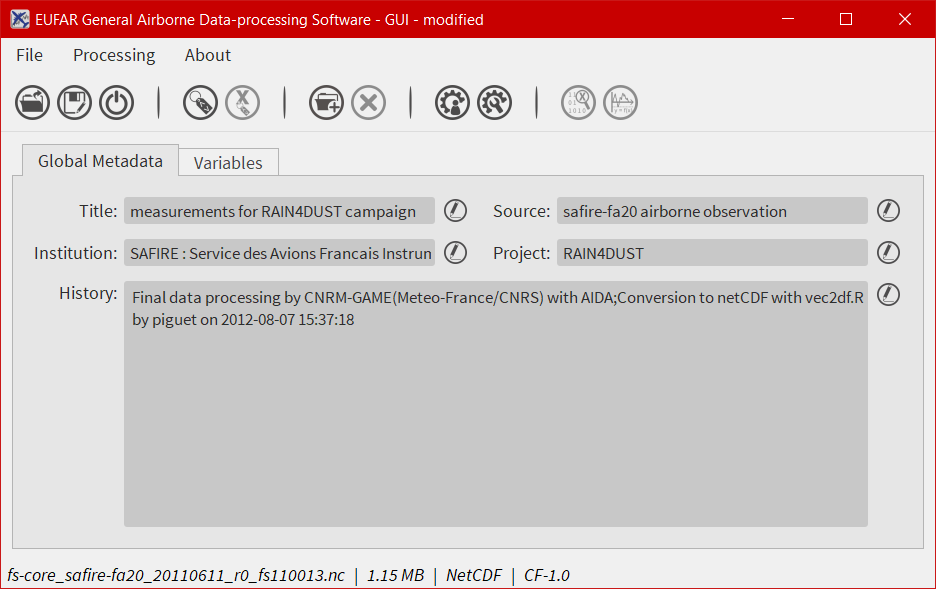 EUFAR General Airborne Data-processing Software - GUI - modified
File Processing About
Global Metadata Variables
Title: measurements for RAIN4DUST campaign Source: safire-fa20 airborne observation
Institution: SAFIRE : Service des Avions Francais Instrun Project: RAIN4DUST
History: Final data processing by CNRM-GAME(Meteo-France/CNRS) with AIDA;Conversion to netCDF with vec2df.R
by piguet on 2012-08-07 15:37:18
fs-core_safire-fa20_20110611_r0_fs110013.nc | 1.15 MB | NetCDF | CF-1.0